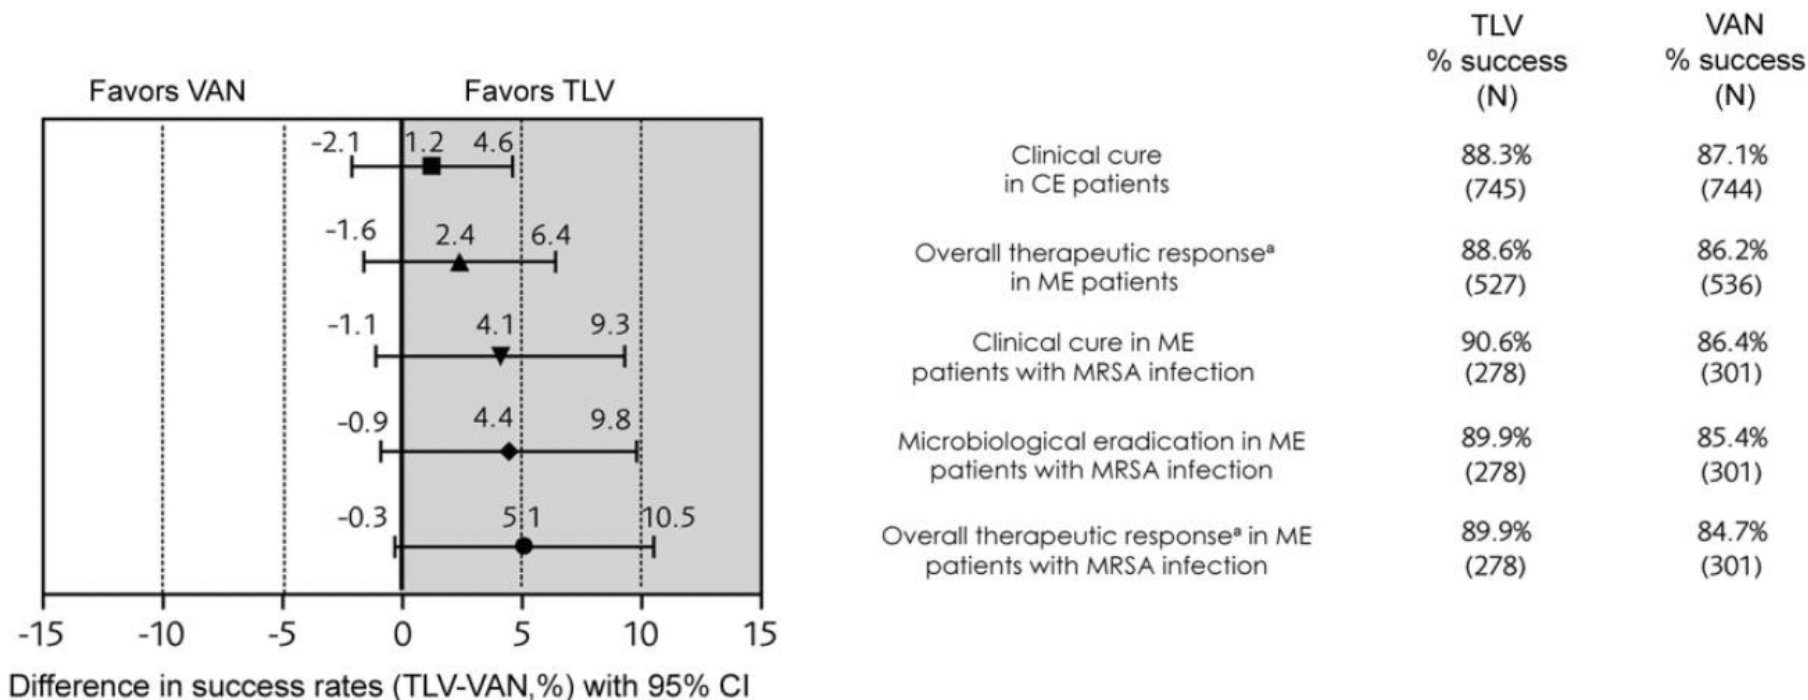 Favors VAN
Favors TLV
-2.1 1.2 4.6
-1.6 2.4 6.4
-1.1 4.1 9.3
-0.9 4.4 9.8
-0.3 5.1 10.5
-15 -10 -5 0 5 10 15
Difference in success rates (TLV-VAN,%) with 95% CI
TLV
% success
(N)
VAN
% success
(N)
Clinical cure
in CE patients
88.3%
(745)
87.1%
(744)
Overall therapeutic responseᵃ
in ME patients
88.6%
(527)
86.2%
(536)
Clinical cure in ME
patients with MRSA infection
90.6%
(278)
86.4%
(301)
Microbiological eradication in ME
patients with MRSA infection
89.9%
(278)
85.4%
(301)
Overall therapeutic responseᵃ in ME
patients with MRSA infection
89.9%
(278)
84.7%
(301)